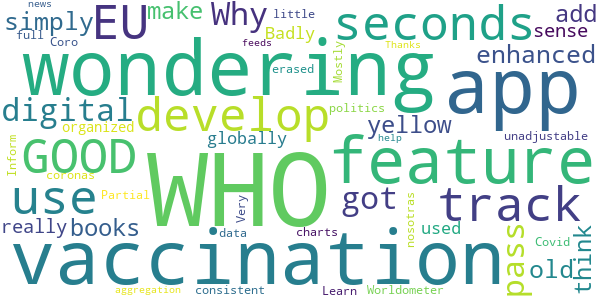 news
simply EU Why make little seconds add
full Coro Badly sense
wondering Mostly Thanks enhanced
feeds
erased app
digital develop politics yellow
organized globally help unadjustable
Inform GOOD WHO feature
coronas
use Partial Very got nosotras track
really books data charts used pass think
vaccination Covid old
aggregation consistent Learn Worldometer